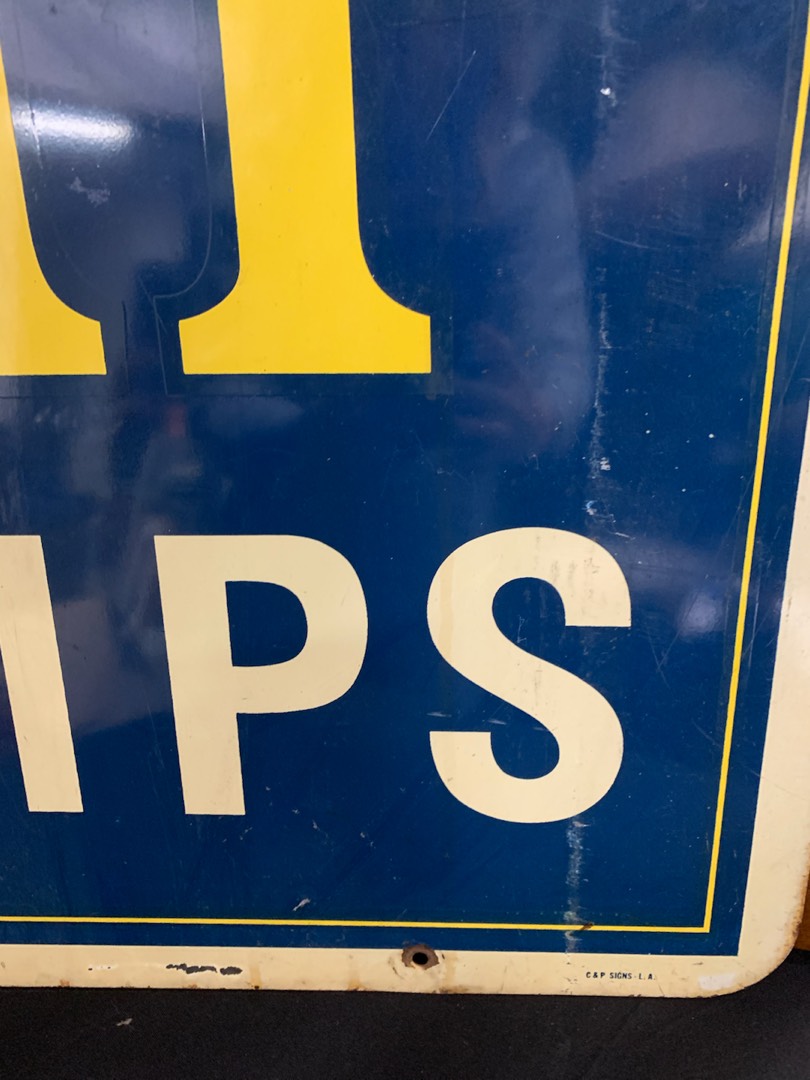 IPS
C & P SIGNS - L. A.